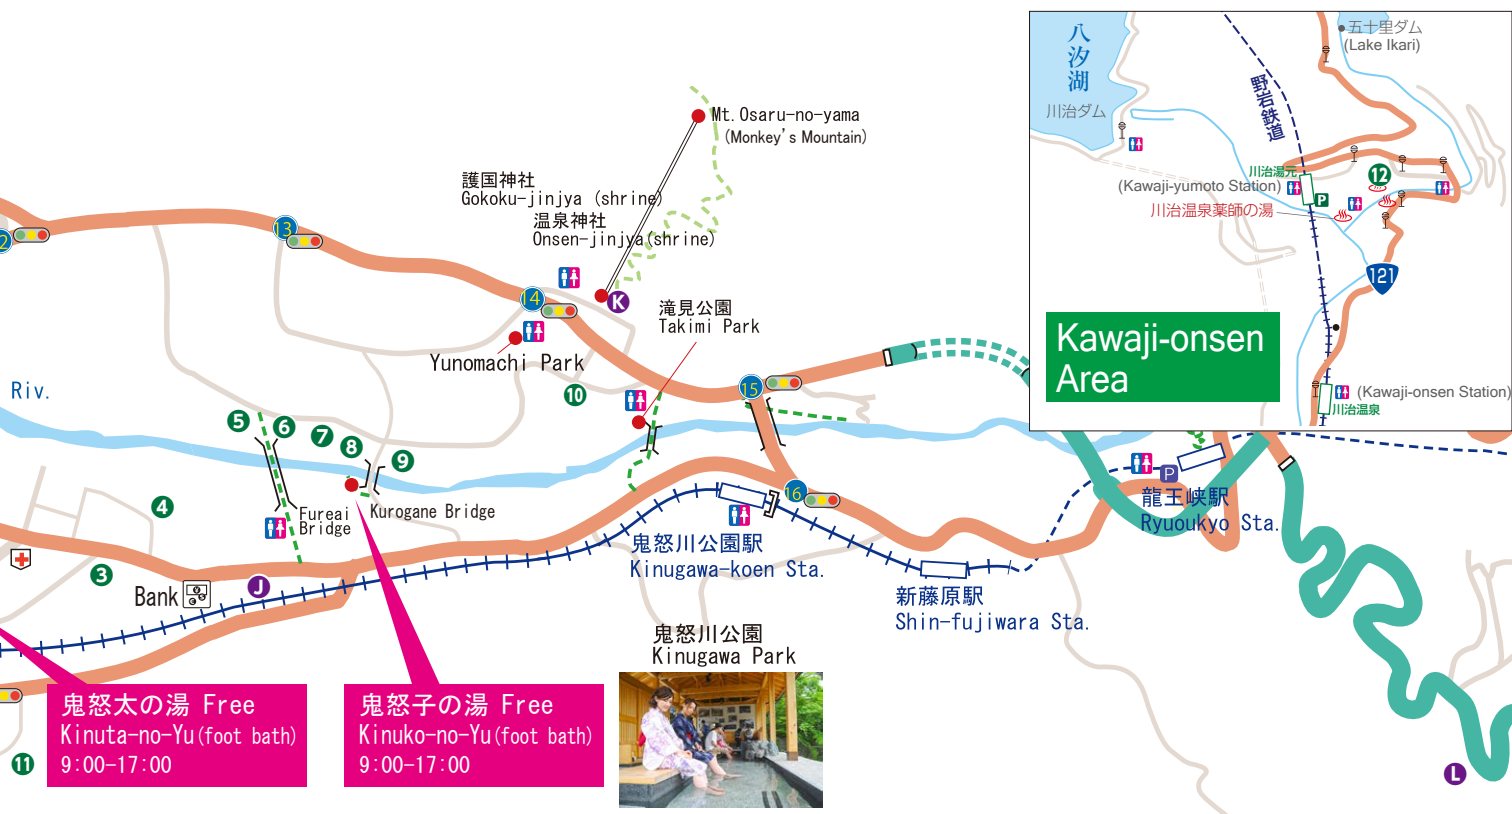 Mt.Osaru-no-yama
(Monkey's Mountain)
護国神社
Gokoku-jinjya (shrine)
温泉神社
Onsen-jinjya(shrine)
2
13
14
K
滝見公園
Takimi Park
Yunomachi Park
15
Riv.
5
6
7
8
9
10
4
Fureai
Bridge
Kurogane Bridge
16
鬼怒川公園駅
Kinugawa-koen Sta.
P
龍王峡駅
Ryuoukyo Sta.
新藤原駅
Shin-fujiwara Sta.
3
Bank
J
鬼怒川公園
Kinugawa Park
鬼怒太の湯 Free
Kinuta-no-Yu(foot bath)
9:00-17:00
鬼怒子の湯 Free
Kinuko-no-Yu(foot bath)
9:00-17:00
11
L
八汐湖
川治ダム
五十里ダム
(Lake Ikari)
野岩鉄道
川治湯元
(Kawaji-yumoto Station)
P
12
川治温泉薬師の湯
121
Kawaji-onsen
Area
(Kawaji-onsen Station)
川治温泉